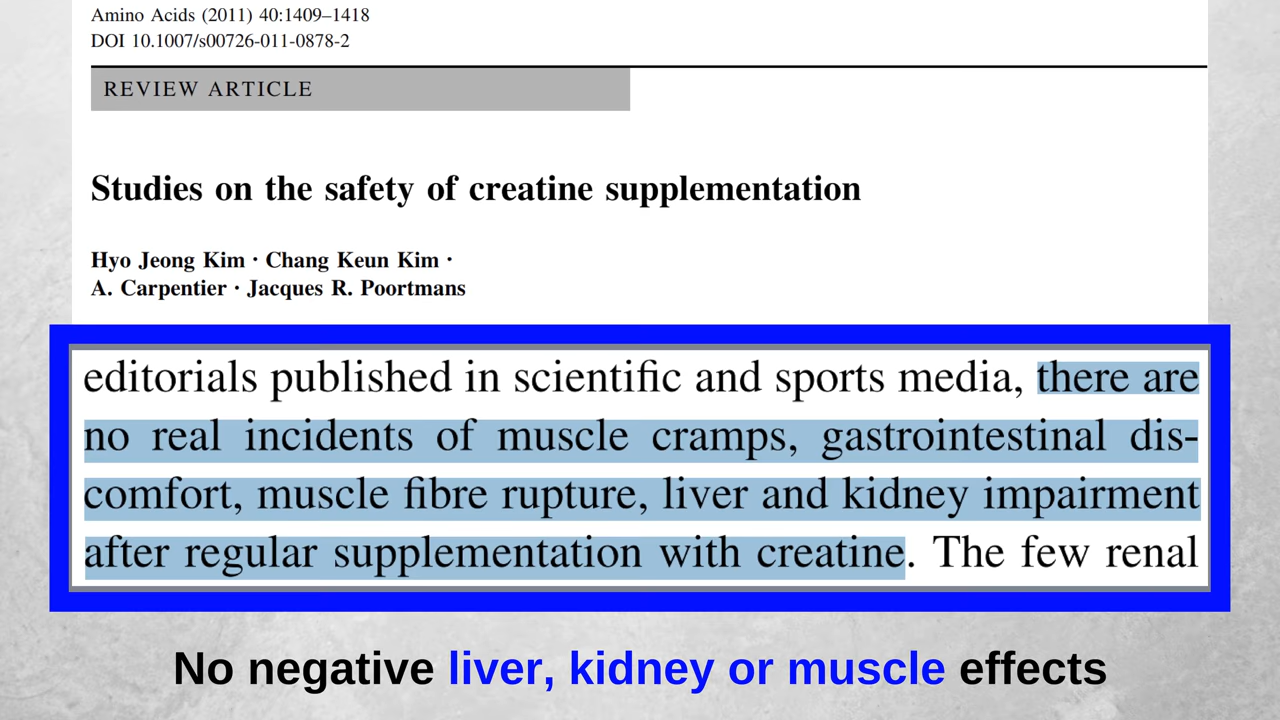 Amino Acids (2011) 40:1409–1418
DOI 10.1007/s00726-011-0878-2
REVIEW ARTICLE
Studies on the safety of creatine supplementation
Hyo Jeong Kim · Chang Keun Kim ·
A. Carpentier · Jacques R. Poortmans
editorials published in scientific and sports media, there are
no real incidents of muscle cramps, gastrointestinal dis-
comfort, muscle fibre rupture, liver and kidney impairment
after regular supplementation with creatine. The few renal
No negative liver, kidney or muscle effects